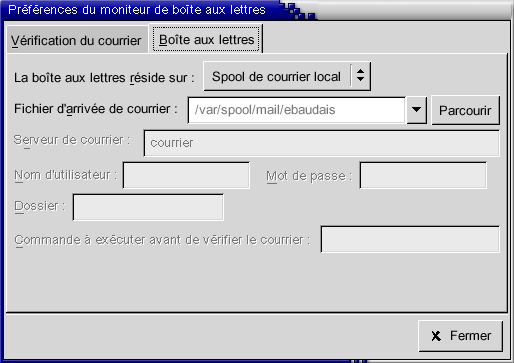 Préférences du moniteur de boîte aux lettres
Vérification du courrier
Boîte aux lettres
La boîte aux lettres réside sur : Spool de courrier local
Fichier d'arrivée de courrier : /var/spool/mail/ebaudais Parcourir
Serveur de courrier : courrier
Nom d'utilisateur : Mot de passe :
Dossier :
Commande à exécuter avant de vérifier le courrier :
Fermer